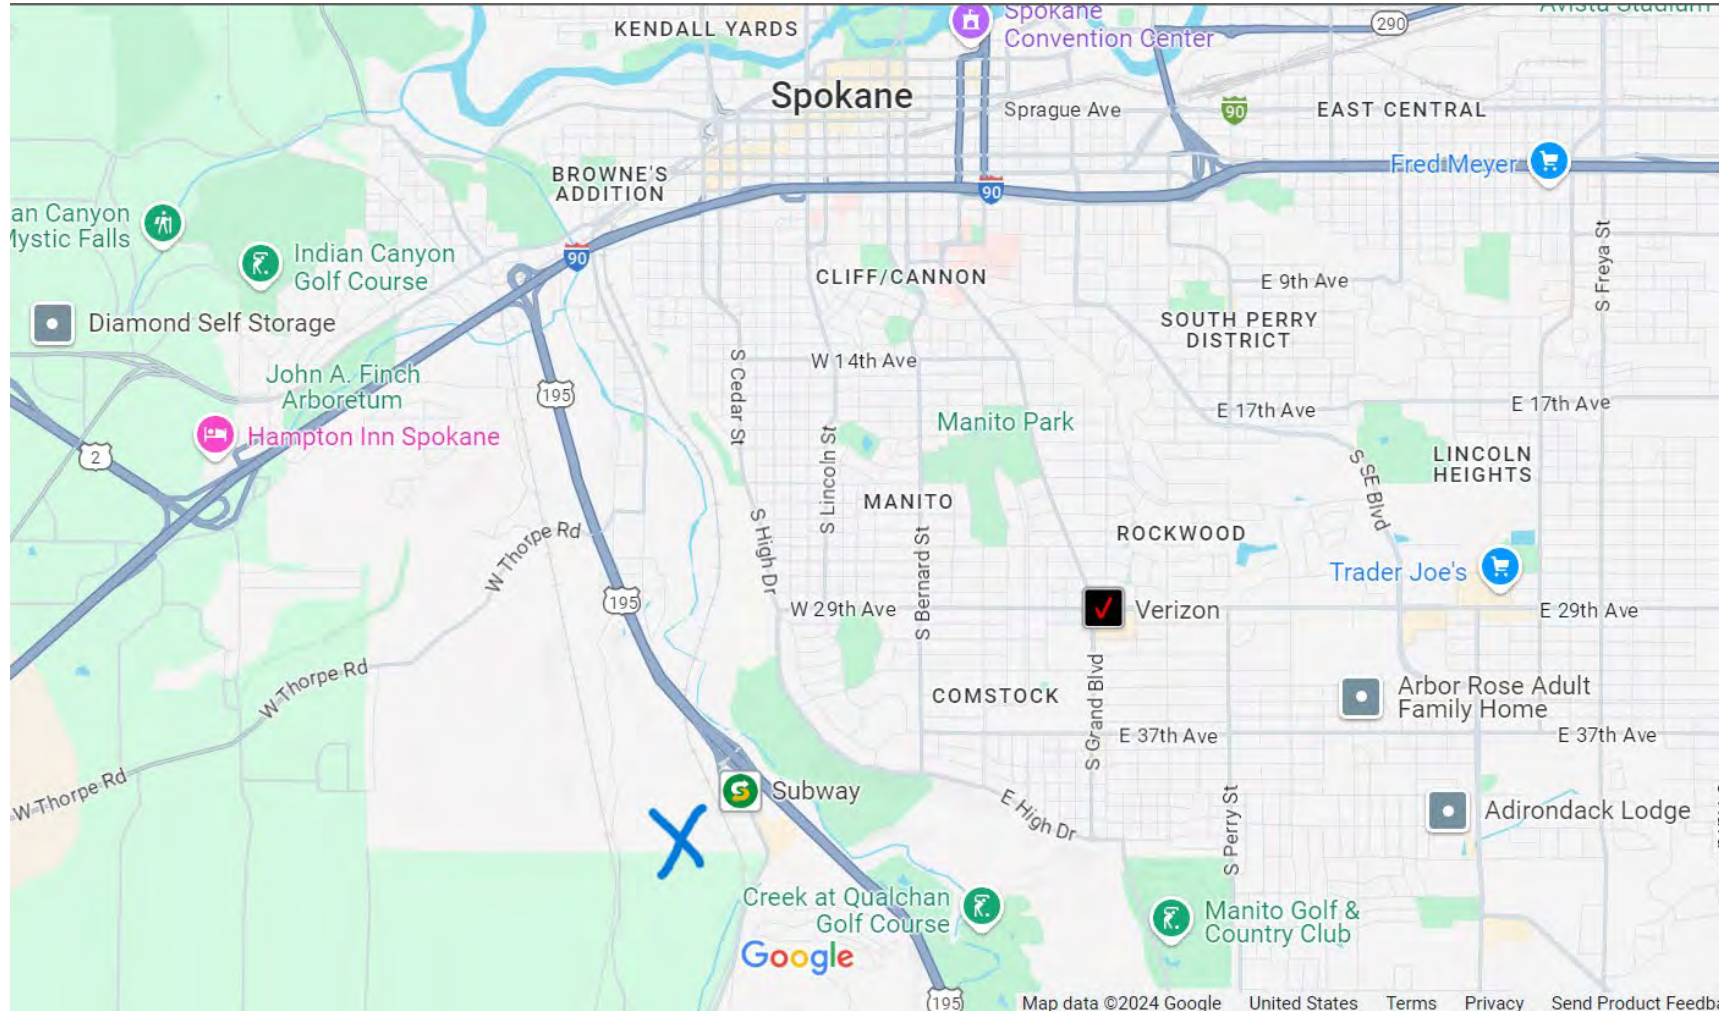 KENDALL YARDS
Spokane
Convention Center
290
Spokane
Sprague Ave
90
EAST CENTRAL
Fred Meyer
BROWNE'S
ADDITION
90
an Canyon
Mystic Falls
Indian Canyon
Golf Course
90
CLIFF/CANNON
E 9th Ave
S Freya St
Diamond Self Storage
SOUTH PERRY
DISTRICT
W 14th Ave
S Cedar St
John A. Finch
Arboretum
195
E 17th Ave
E 17th Ave
Manito Park
Hampton Inn Spokane
2
LINCOLN
HEIGHTS
S Lincoln St
S SE Blvd
MANITO
S High Dr
W Thorpe Rd
ROCKWOOD
S Bernard St
Trader Joe's
195
W 29th Ave
Verizon
E 29th Ave
W Thorpe Rd
COMSTOCK
S Grand Blvd
Arbor Rose Adult
Family Home
E 37th Ave
E 37th Ave
W Thorpe Rd
Subway
X
E High Dr
S Perry St
Adirondack Lodge
Creek at Qualchan
Golf Course
Manito Golf &
Country Club
Google
195
Map data ©2024 Google United States Terms Privacy Send Product Feedba